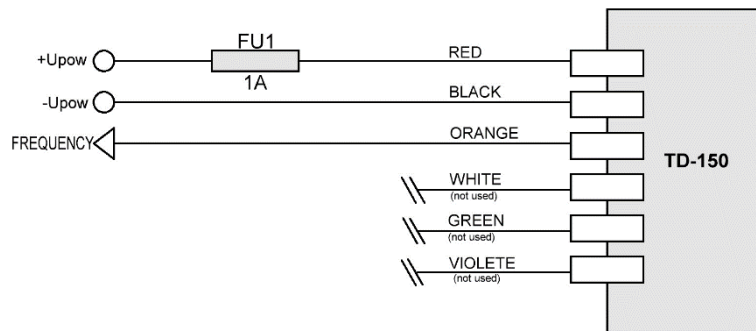 FU1
+Upow
RED
1A
-Upow
BLACK
FREQUENCY
ORANGE
TD-150
WHITE
(not used)
GREEN
(not used)
VIOLETE
(not used)